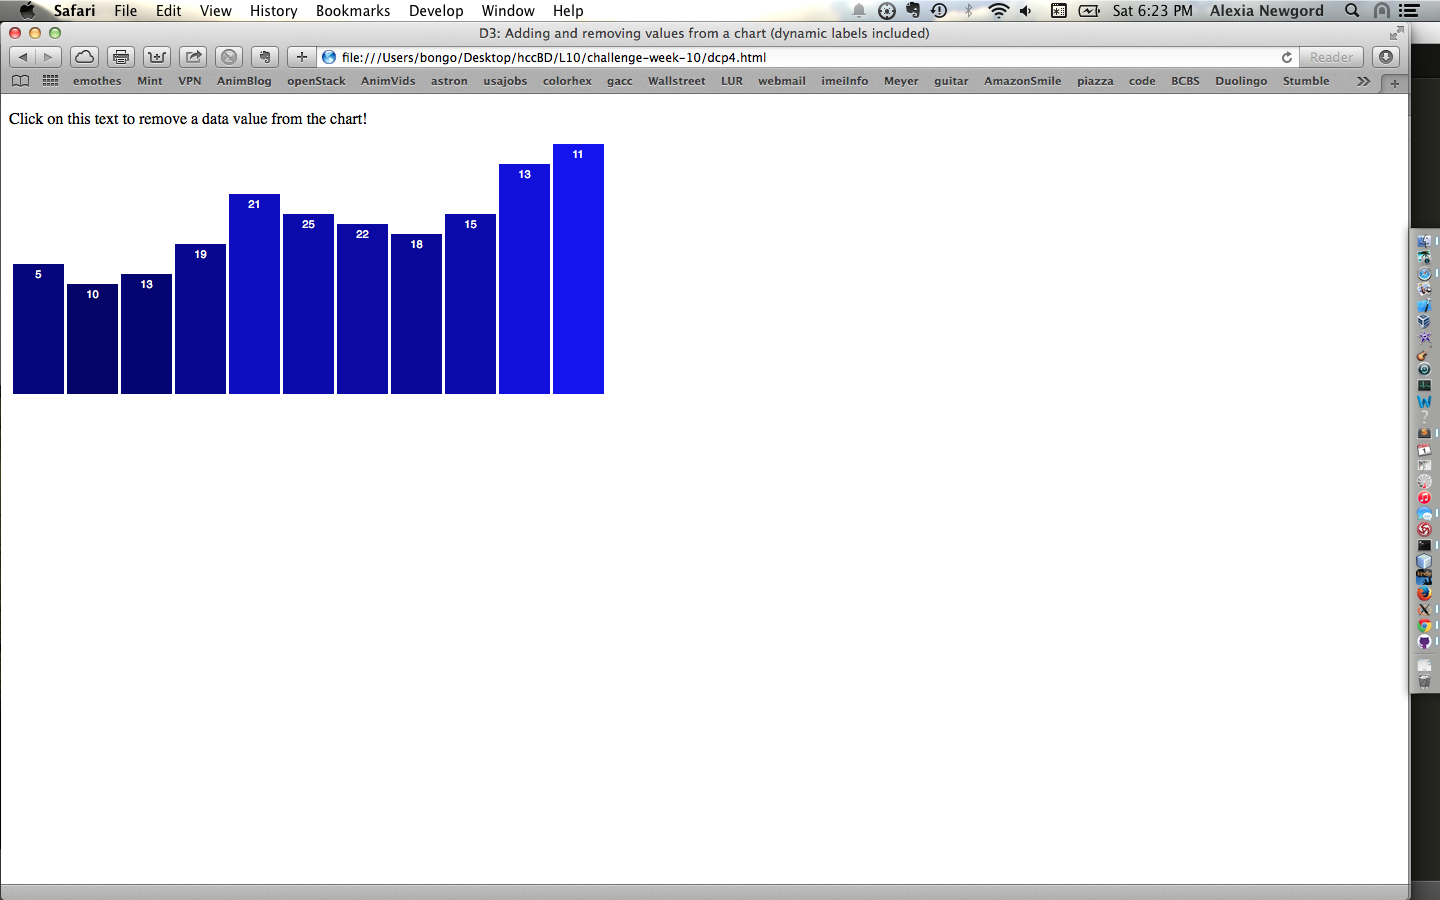 Safari File Edit View History Bookmarks Develop Window Help Sat 6:23 PM Alexia Newgord
D3: Adding and removing values from a chart (dynamic labels included)
file:///Users/bongo/Desktop/hccBD/L10/challenge-week-10/dcp4.html Reader
emothes Mint VPN AnimBlog openStack AnimVids astron usajobs colorhex gacc Wallstreet LUR webmail imeiInfo Meyer guitar AmazonSmile piazza code BCBS Duolingo Stumble
Click on this text to remove a data value from the chart!
5 10 13 19 21 25 22 18 15 13 11